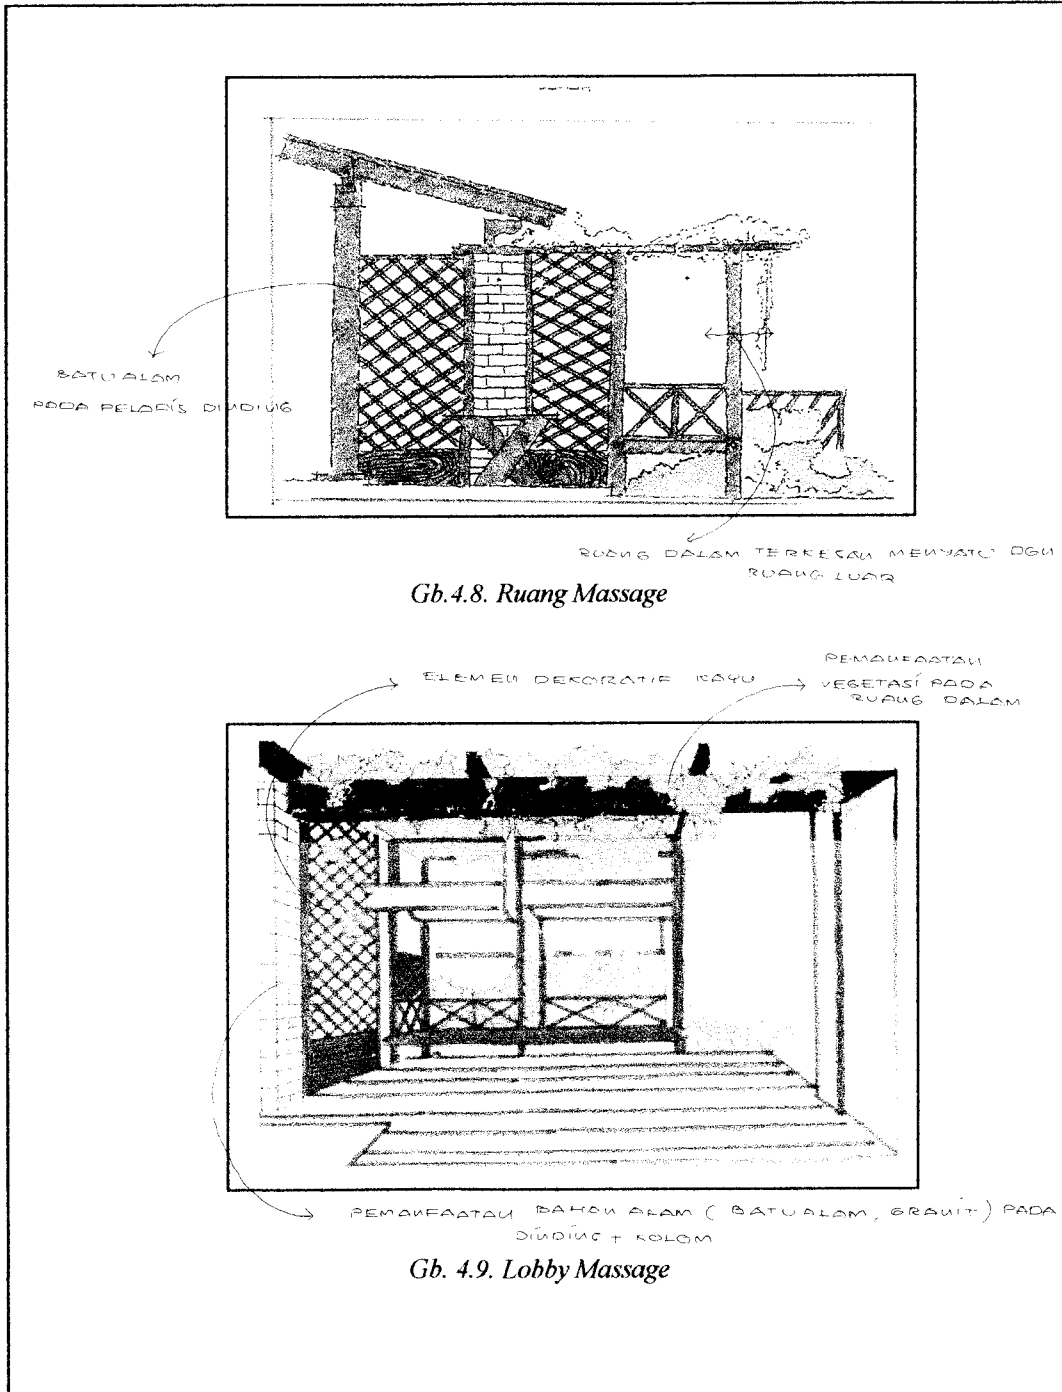 BATU ALAM
PADA PELAPIS DINDING
RUANG DALAM TERKESAN MENYATU DGN
RUANG LUAR
Gb.4.8. Ruang Massage
PEMANFAATAN
ELEMEN DEKORATIF KAYU
VEGETASI PADA
RUANG DALAM
PEMANFAATAN BAHAN ALAM ( BATU ALAM, GRANIT ) PADA
DINDING + KOLOM
Gb. 4.9. Lobby Massage